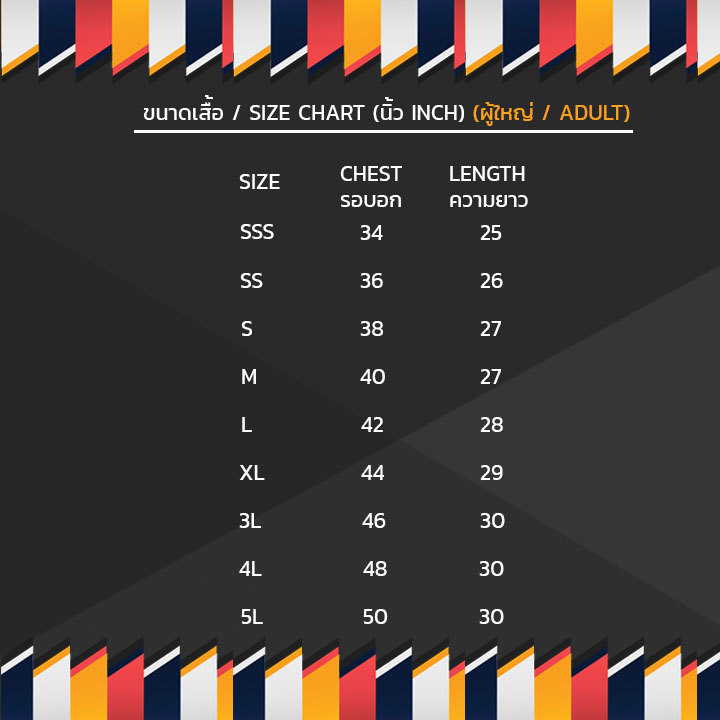 ขนาดเสื้อ / SIZE CHART (นิ้ว INCH) (ผู้ใหญ่ / ADULT)
SIZE CHEST LENGTH
รอบอก ความยาว
SSS 34 25
SS 36 26
S 38 27
M 40 27
L 42 28
XL 44 29
3L 46 30
4L 48 30
5L 50 30